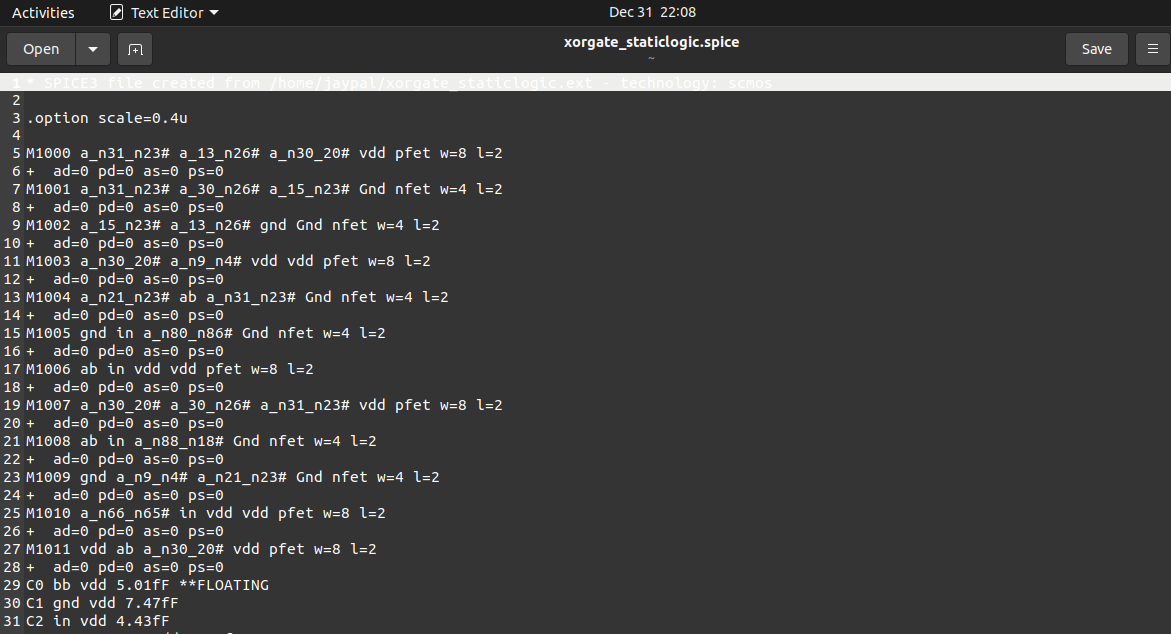 Activities Text Editor Dec 31 22:08
Open xorgate_staticlogic.spice Save
~
1 * SPICE3 file created from /home/jaypal/xorgate_staticlogic.ext - technology: scmos
2
3 .option scale=0.4u
4
5 M1000 a_n31_n23# a_13_n26# a_n30_20# vdd pfet w=8 l=2
6 +  ad=0 pd=0 as=0 ps=0
7 M1001 a_n31_n23# a_30_n26# a_15_n23# Gnd nfet w=4 l=2
8 +  ad=0 pd=0 as=0 ps=0
9 M1002 a_15_n23# a_13_n26# gnd Gnd nfet w=4 l=2
10 +  ad=0 pd=0 as=0 ps=0
11 M1003 a_n30_20# a_n9_n4# vdd vdd pfet w=8 l=2
12 +  ad=0 pd=0 as=0 ps=0
13 M1004 a_n21_n23# ab a_n31_n23# Gnd nfet w=4 l=2
14 +  ad=0 pd=0 as=0 ps=0
15 M1005 gnd in a_n80_n86# Gnd nfet w=4 l=2
16 +  ad=0 pd=0 as=0 ps=0
17 M1006 ab in vdd vdd pfet w=8 l=2
18 +  ad=0 pd=0 as=0 ps=0
19 M1007 a_n30_20# a_30_n26# a_n31_n23# vdd pfet w=8 l=2
20 +  ad=0 pd=0 as=0 ps=0
21 M1008 ab in a_n88_n18# Gnd nfet w=4 l=2
22 +  ad=0 pd=0 as=0 ps=0
23 M1009 gnd a_n9_n4# a_n21_n23# Gnd nfet w=4 l=2
24 +  ad=0 pd=0 as=0 ps=0
25 M1010 a_n66_n65# in vdd vdd pfet w=8 l=2
26 +  ad=0 pd=0 as=0 ps=0
27 M1011 vdd ab a_n30_20# vdd pfet w=8 l=2
28 +  ad=0 pd=0 as=0 ps=0
29 C0 bb vdd 5.01fF **FLOATING
30 C1 gnd vdd 7.47fF
31 C2 in vdd 4.43fF